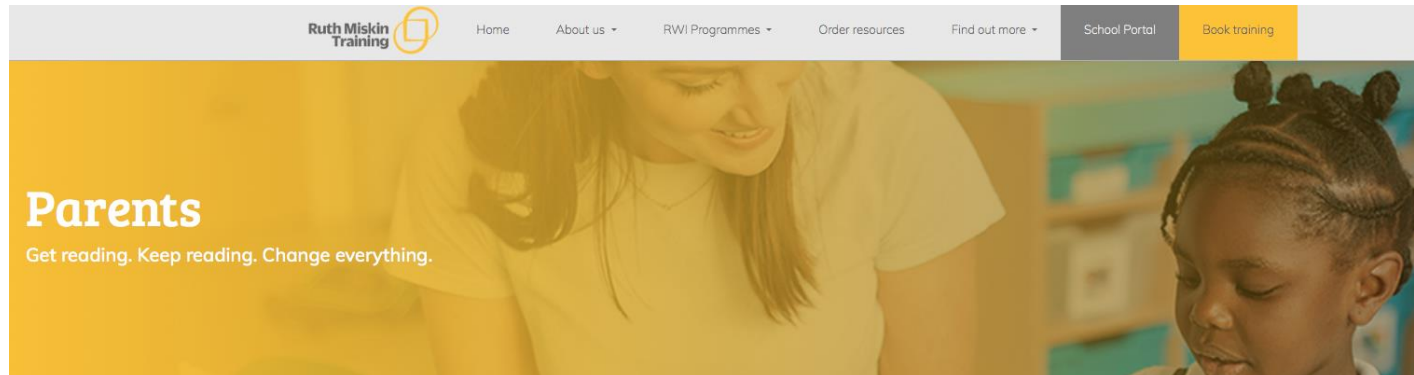 Ruth Miskin
Training
Home About us RWI Programmes Order resources Find out more School Portal Book training
Parents
Get reading. Keep reading. Change everything.